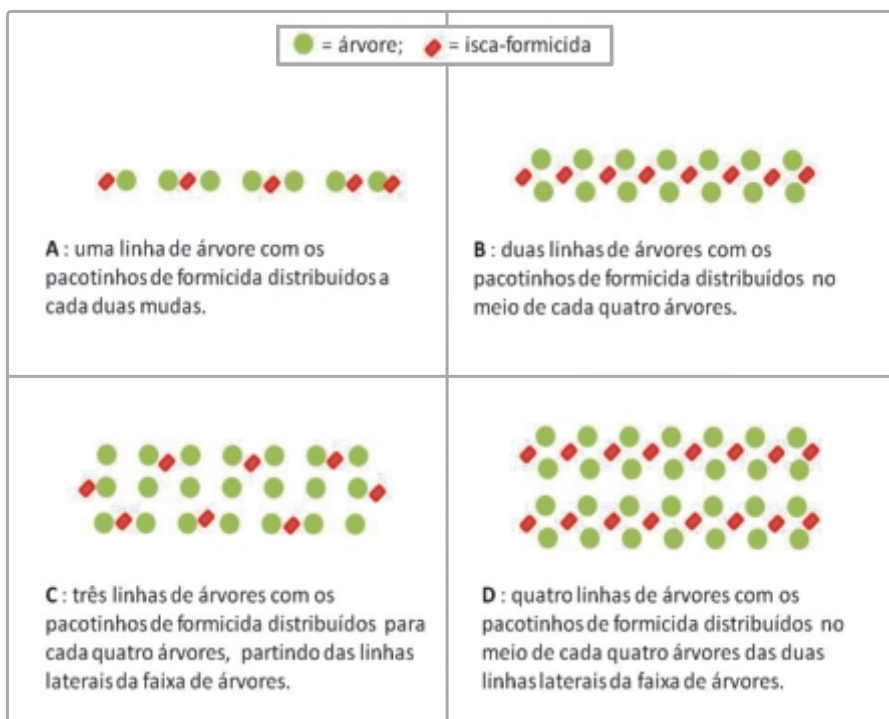 = árvore; = isca-formicida
A : uma linha de árvore com os
pacotinhos de formicida distribuidos a
cada duas mudas.
B : duas linhas de árvores com os
pacotinhos de formicida distribuídos no
meio de cada quatro árvores.
C : três linhas de árvores com os
pacotinhos de formicida distribuídos para
cada quatro árvores, partindo das linhas
laterais da faixa de árvores.
D : quatro linhas de árvores com os
pacotinhos de formicida distribuídos no
meio de cada quatro árvores das duas
linhas laterais da faixa de árvores.